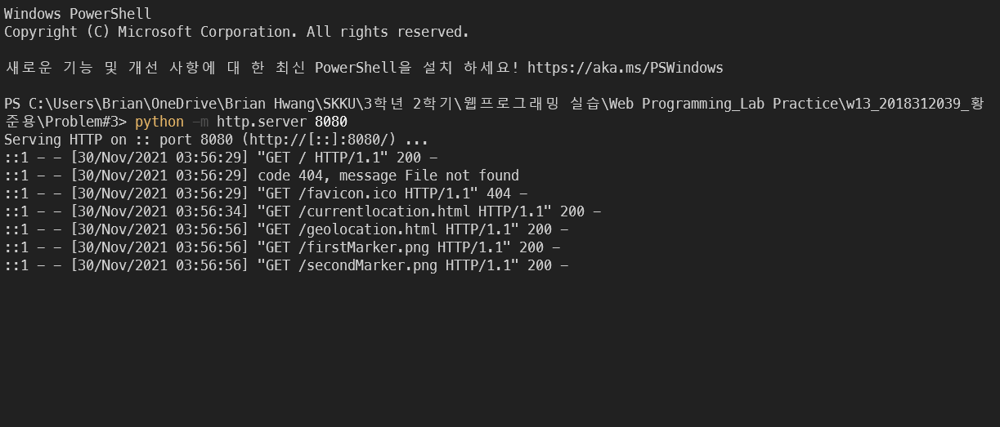 Windows PowerShell
Copyright (C) Microsoft Corporation. All rights reserved.
새로운 기능 및 개선 사항에 대 한 최신 PowerShell을 설치 하세요! https://aka.ms/PSWindows
PS C:\Users\Brian\OneDrive\Brian Hwang\SKKU\3학년 2학기\웹프로그래밍 실습\Web Programming_Lab Practice\w13_2018312039_황
준용\Problem#3> python -m http.server 8080
Serving HTTP on :: port 8080 (http://[::]:8080/) ...
::1 - - [30/Nov/2021 03:56:29] "GET / HTTP/1.1" 200 -
::1 - - [30/Nov/2021 03:56:29] code 404, message File not found
::1 - - [30/Nov/2021 03:56:29] "GET /favicon.ico HTTP/1.1" 404 -
::1 - - [30/Nov/2021 03:56:34] "GET /currentlocation.html HTTP/1.1" 200 -
::1 - - [30/Nov/2021 03:56:56] "GET /geolocation.html HTTP/1.1" 200 -
::1 - - [30/Nov/2021 03:56:56] "GET /firstMarker.png HTTP/1.1" 200 -
::1 - - [30/Nov/2021 03:56:56] "GET /secondMarker.png HTTP/1.1" 200 -